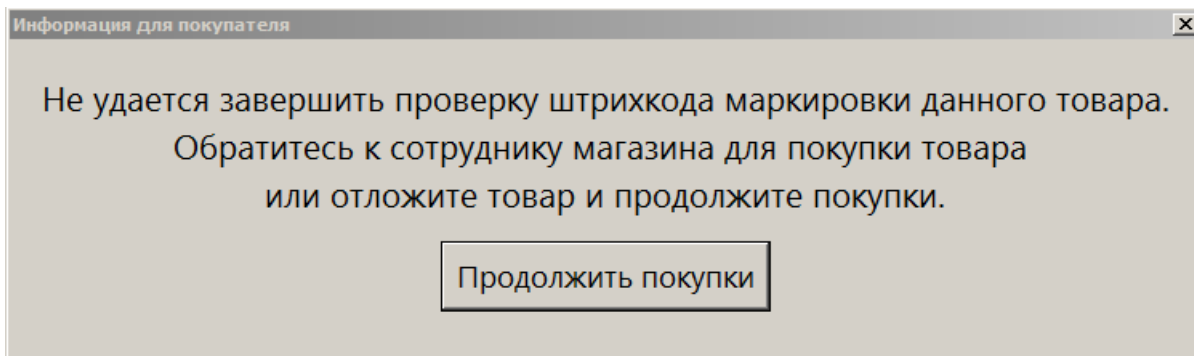 Информация для покупателя
Не удается завершить проверку штрихкода маркировки данного товара.
Обратитесь к сотруднику магазина для покупки товара
или отложите товар и продолжите покупки.
Продолжить покупки